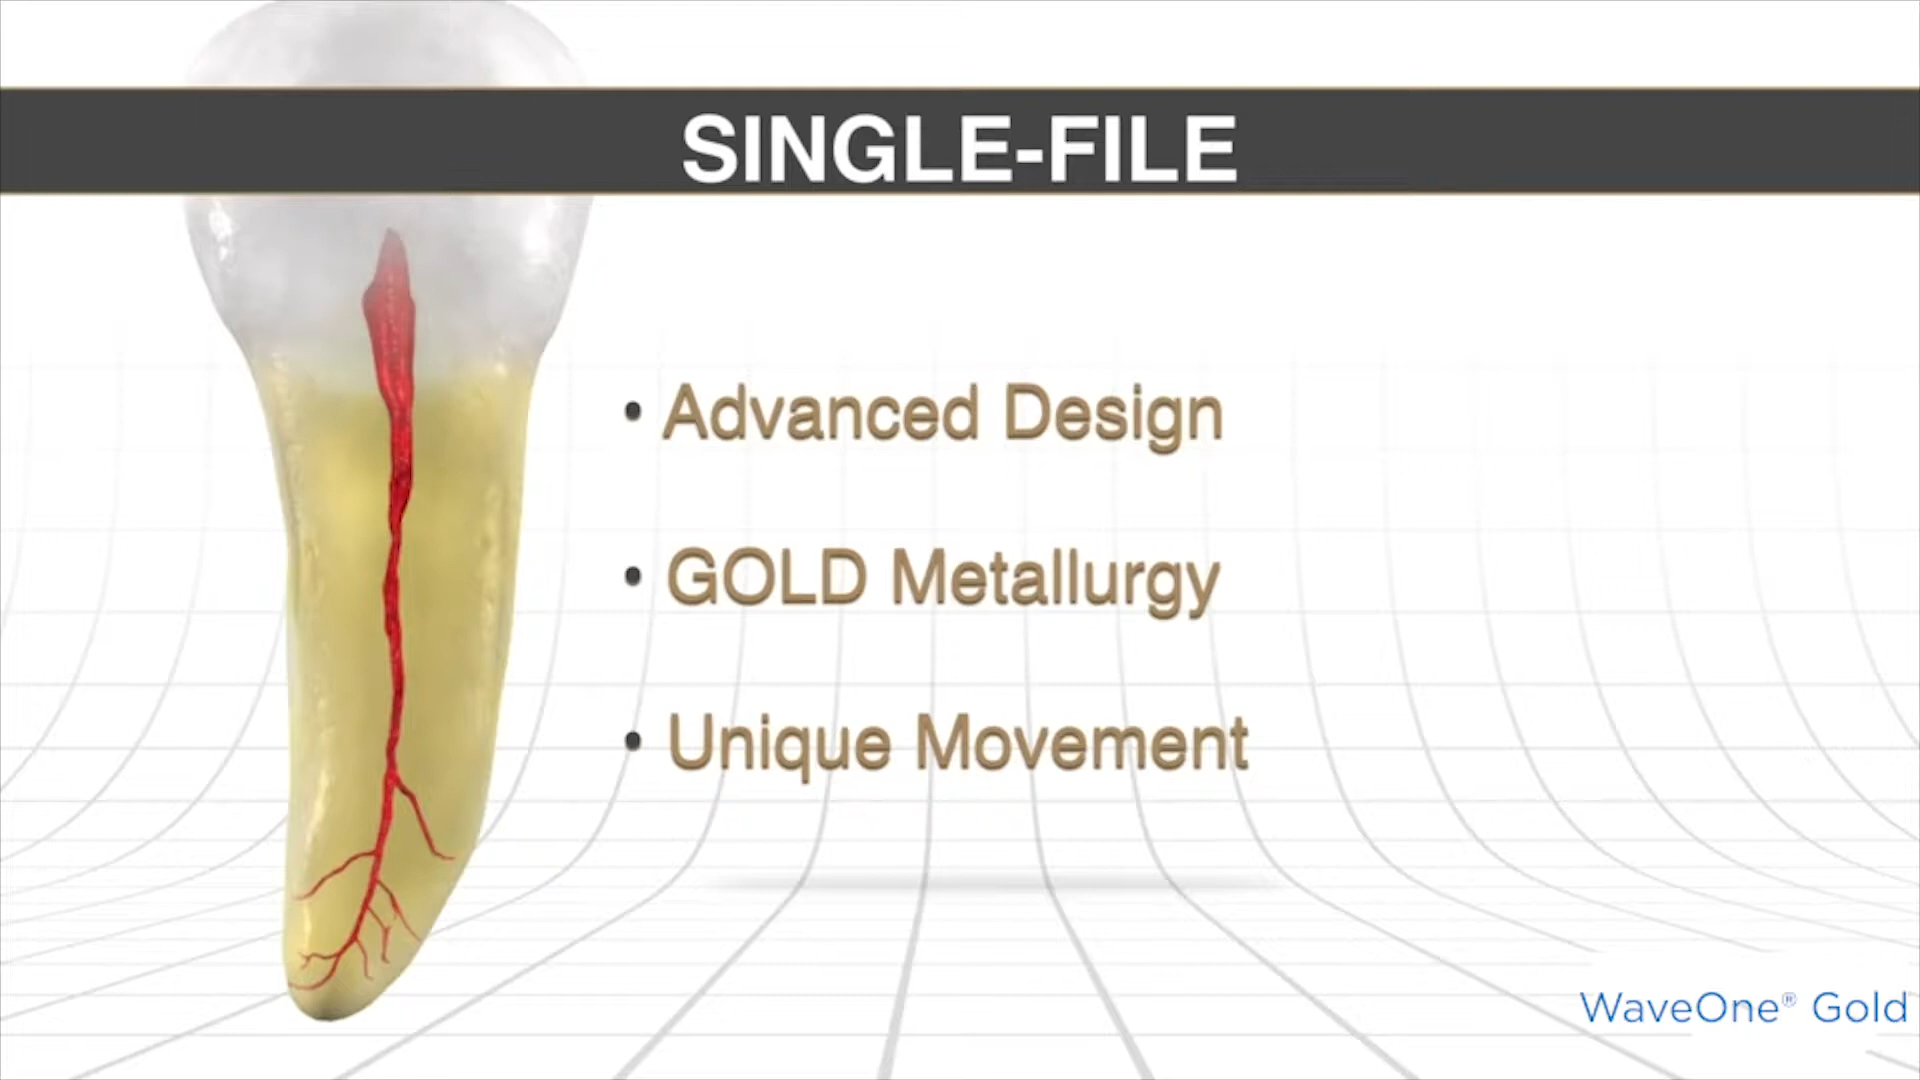 SINGLE-FILE
• Advanced Design
• GOLD Metallurgy
• Unique Movement
WaveOne® Gold